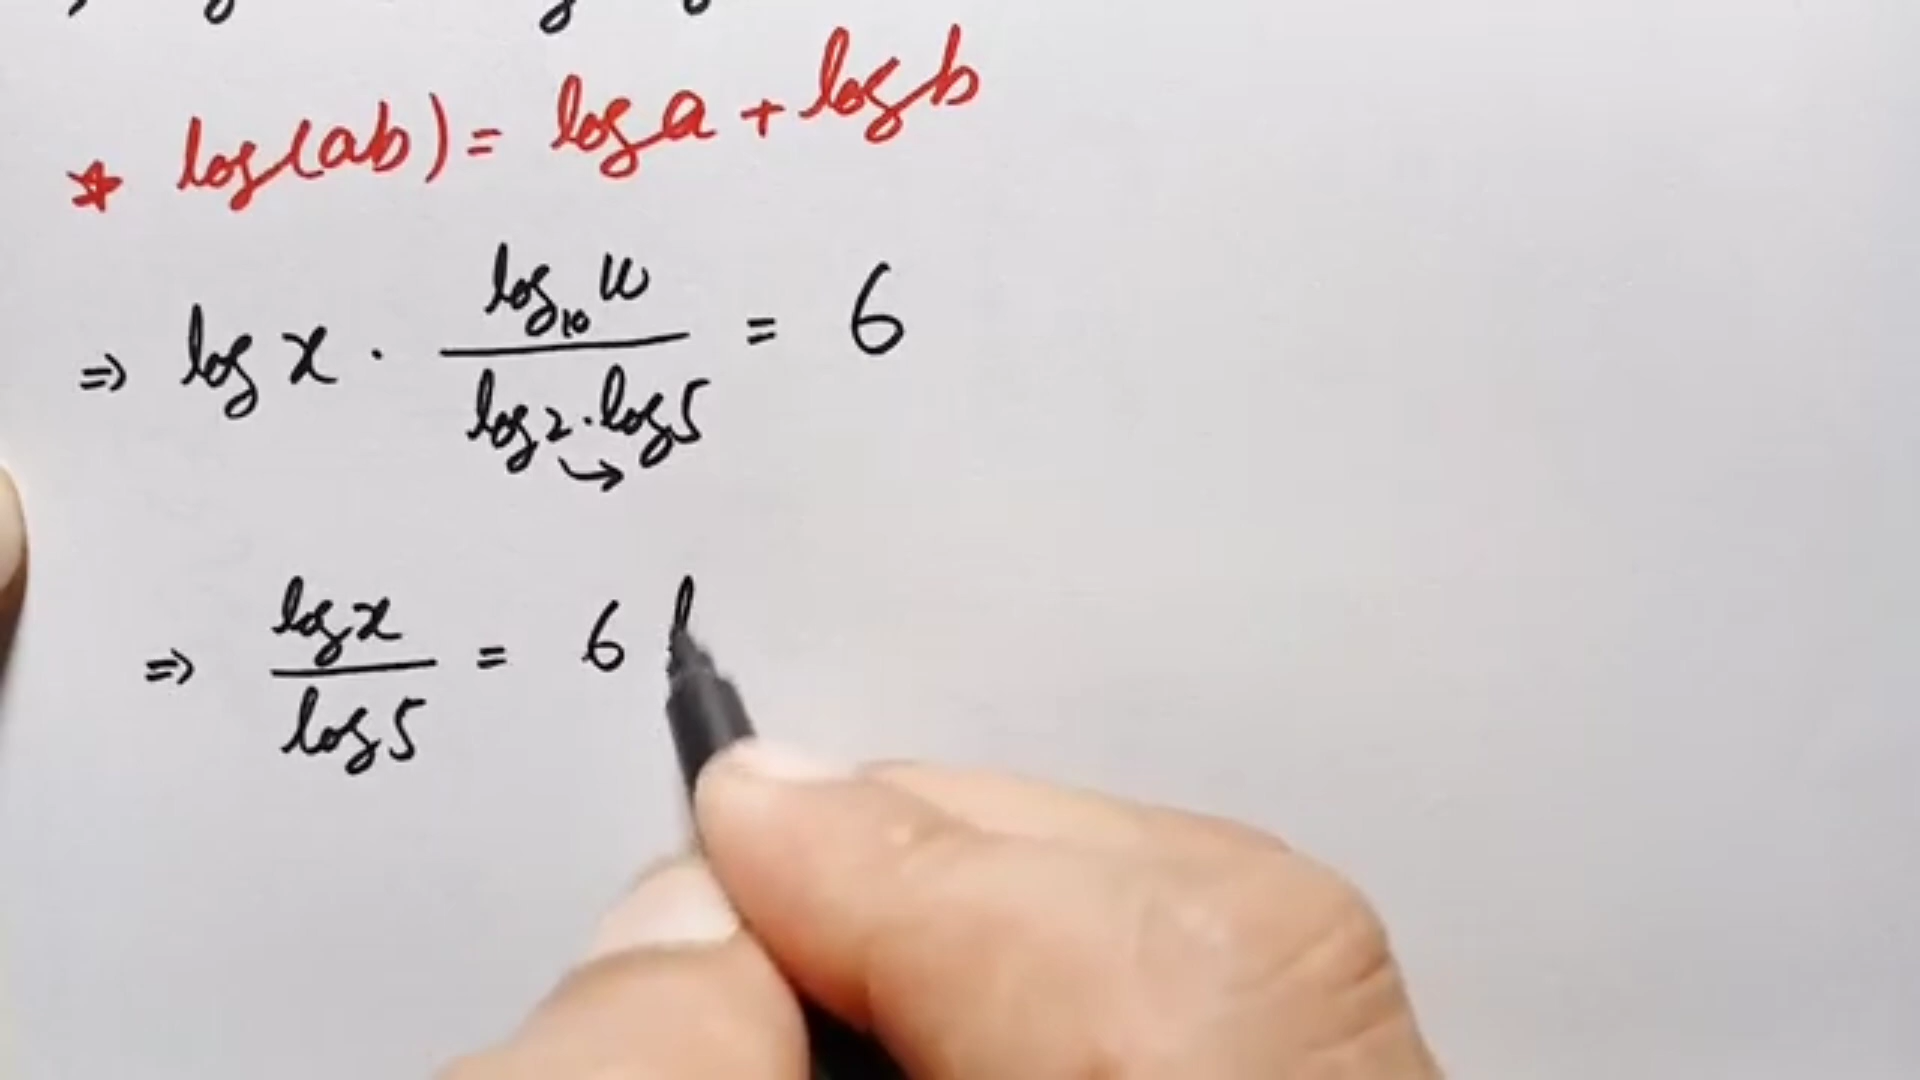 * log(ab) = log a + log b
⇒ log x · log₁₀ 10 / log 2 · log 5 = 6
⇒ log x / log 5 = 6